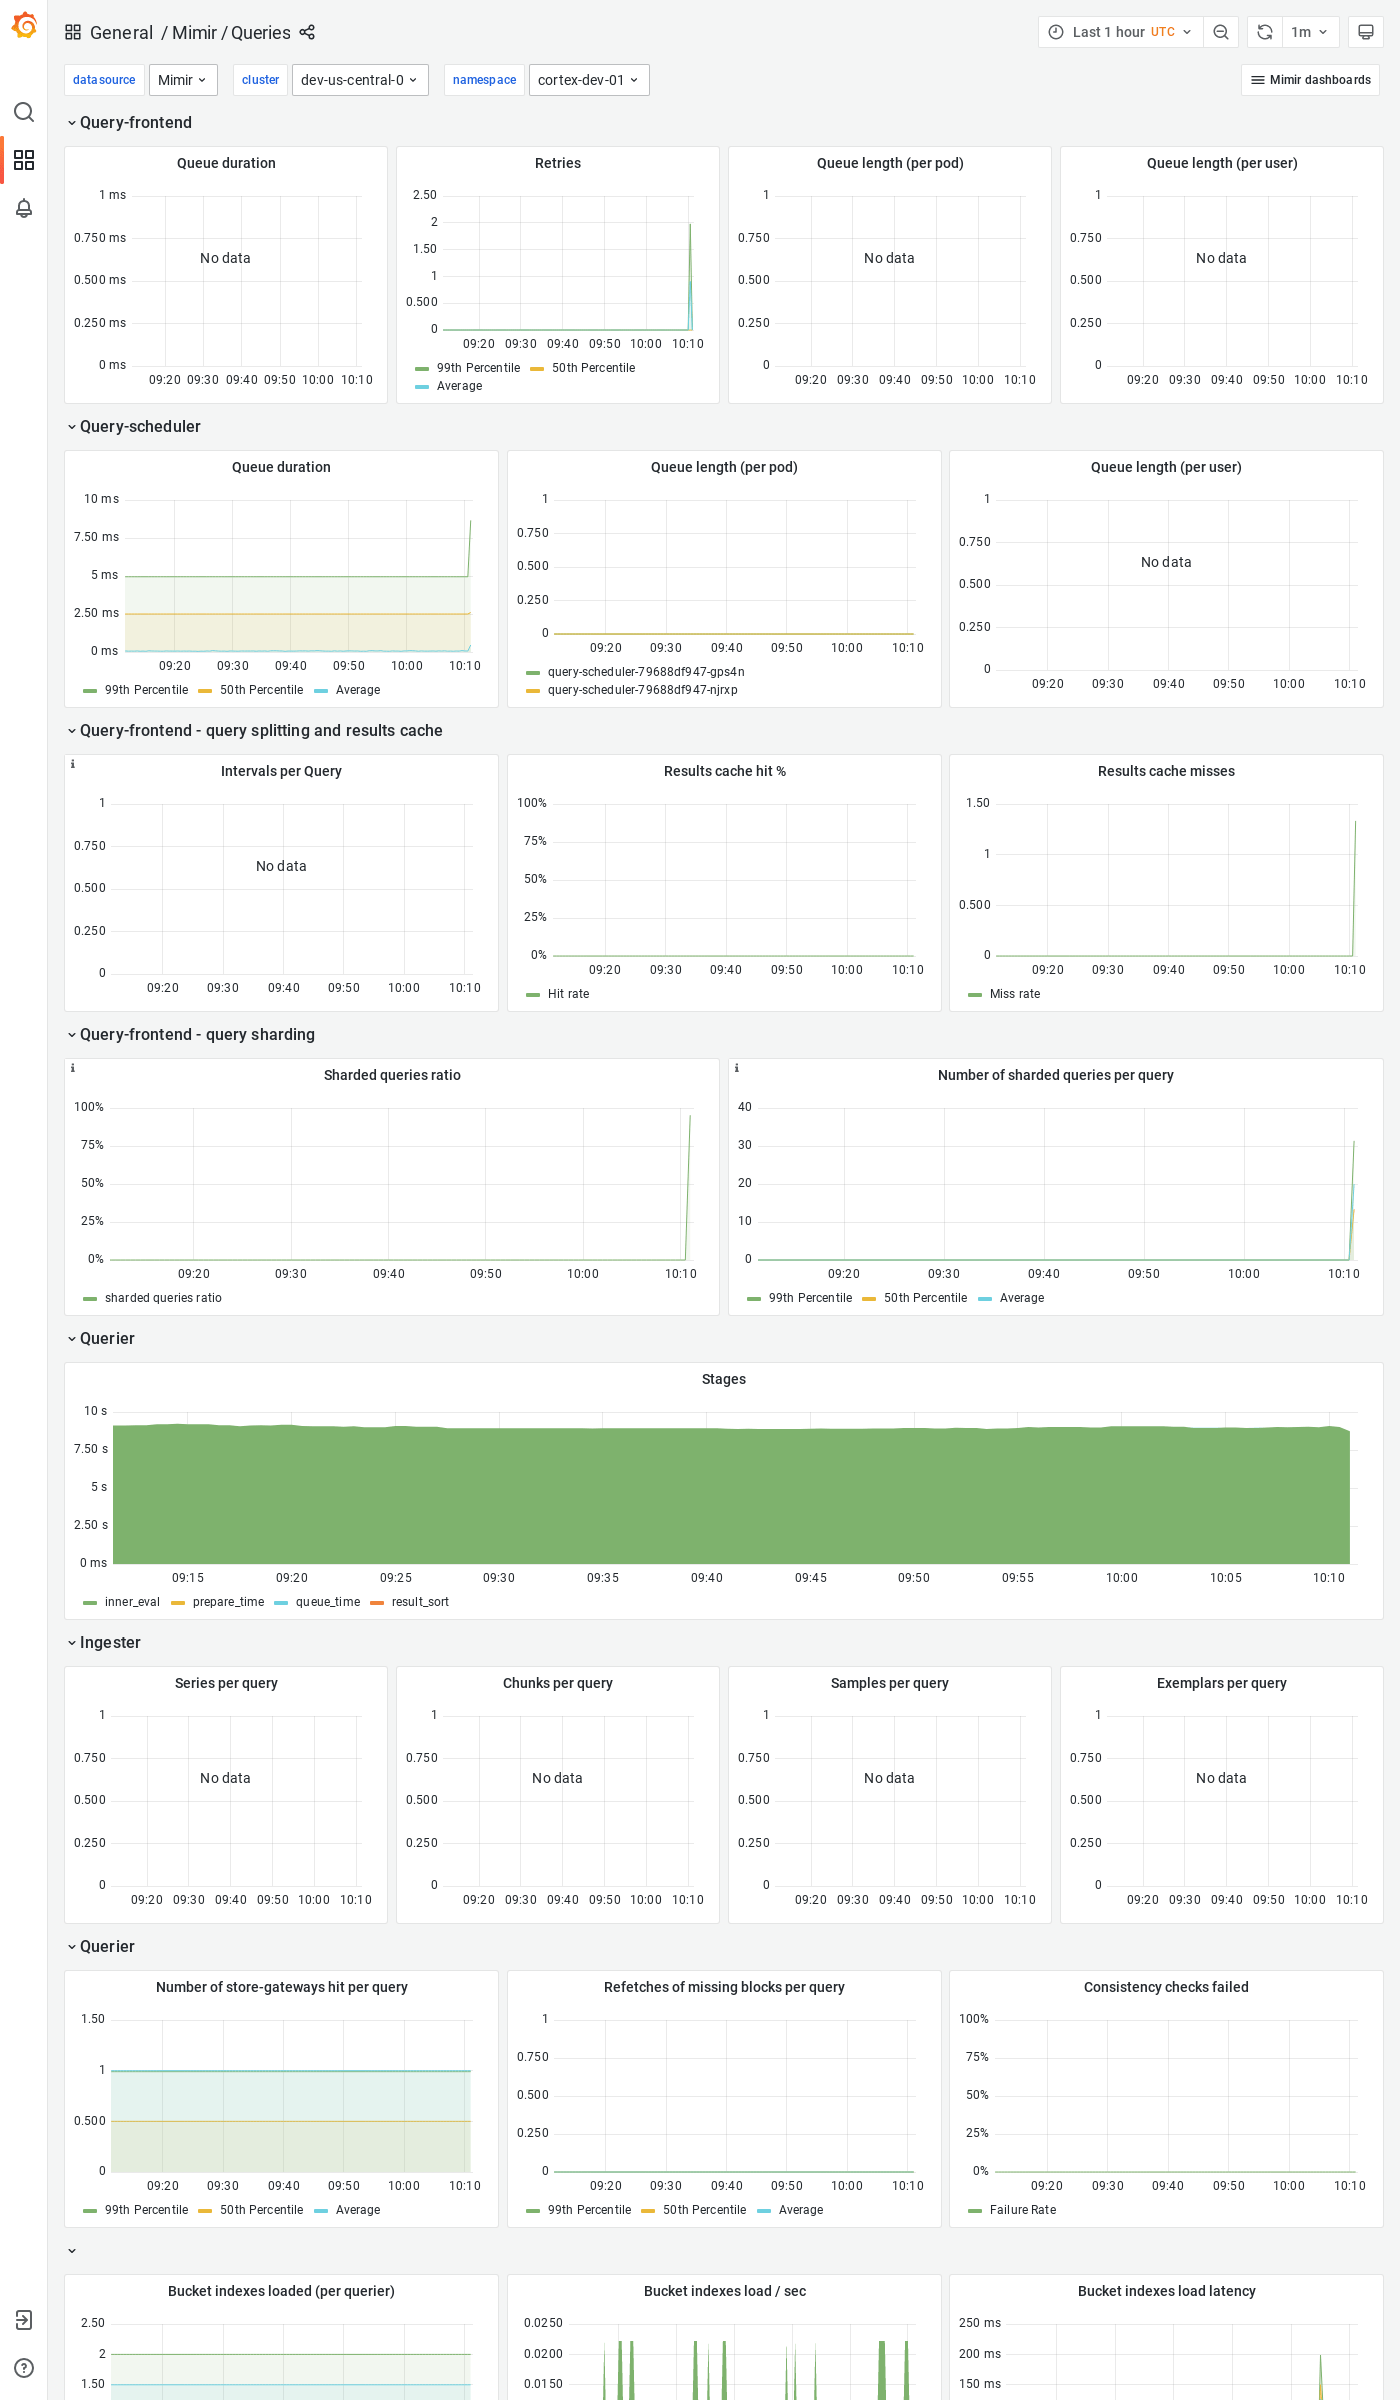 General / Mimir / Queries
Last 1 hour UTC
1m
datasource Mimir cluster dev-us-central-0 namespace cortex-dev-01
Mimir dashboards
Query-frontend
Queue duration
1 ms
0.750 ms
0.500 ms
0.250 ms
0 ms
No data
09:20 09:30 09:40 09:50 10:00 10:10
Retries
2.50
2
1.50
1
0.500
0
09:20 09:30 09:40 09:50 10:00 10:10
99th Percentile 50th Percentile
Average
Queue length (per pod)
1
0.750
0.500
0.250
0
No data
09:20 09:30 09:40 09:50 10:00 10:10
Queue length (per user)
1
0.750
0.500
0.250
0
No data
09:20 09:30 09:40 09:50 10:00 10:10
Query-scheduler
Queue duration
10 ms
7.50 ms
5 ms
2.50 ms
0 ms
09:20 09:30 09:40 09:50 10:00 10:10
99th Percentile 50th Percentile Average
Queue length (per pod)
1
0.750
0.500
0.250
0
09:20 09:30 09:40 09:50 10:00 10:10
query-scheduler-79688df947-gps4n
query-scheduler-79688df947-njrxp
Queue length (per user)
1
0.750
0.500
0.250
0
No data
09:20 09:30 09:40 09:50 10:00 10:10
Query-frontend - query splitting and results cache
Intervals per Query
1
0.750
0.500
0.250
0
No data
09:20 09:30 09:40 09:50 10:00 10:10
Results cache hit %
100%
75%
50%
25%
0%
09:20 09:30 09:40 09:50 10:00 10:10
Hit rate
Results cache misses
1.50
1
0.500
0
09:20 09:30 09:40 09:50 10:00 10:10
Miss rate
Query-frontend - query sharding
Sharded queries ratio
100%
75%
50%
25%
0%
09:20 09:30 09:40 09:50 10:00 10:10
sharded queries ratio
Number of sharded queries per query
40
30
20
10
0
09:20 09:30 09:40 09:50 10:00 10:10
99th Percentile 50th Percentile Average
Querier
Stages
10 s
7.50 s
5 s
2.50 s
0 ms
09:15 09:20 09:25 09:30 09:35 09:40 09:45 09:50 09:55 10:00 10:05 10:10
inner_eval prepare_time queue_time result_sort
Ingester
Series per query
1
0.750
0.500
0.250
0
No data
09:20 09:30 09:40 09:50 10:00 10:10
Chunks per query
1
0.750
0.500
0.250
0
No data
09:20 09:30 09:40 09:50 10:00 10:10
Samples per query
1
0.750
0.500
0.250
0
No data
09:20 09:30 09:40 09:50 10:00 10:10
Exemplars per query
1
0.750
0.500
0.250
0
No data
09:20 09:30 09:40 09:50 10:00 10:10
Querier
Number of store-gateways hit per query
1.50
1
0.500
0
09:20 09:30 09:40 09:50 10:00 10:10
99th Percentile 50th Percentile Average
Refetches of missing blocks per query
1
0.750
0.500
0.250
0
09:20 09:30 09:40 09:50 10:00 10:10
99th Percentile 50th Percentile Average
Consistency checks failed
100%
75%
50%
25%
0%
09:20 09:30 09:40 09:50 10:00 10:10
Failure Rate
Bucket indexes loaded (per querier)
2.50
2
1.50
Bucket indexes load / sec
0.0250
0.0200
0.0150
Bucket indexes load latency
250 ms
200 ms
150 ms